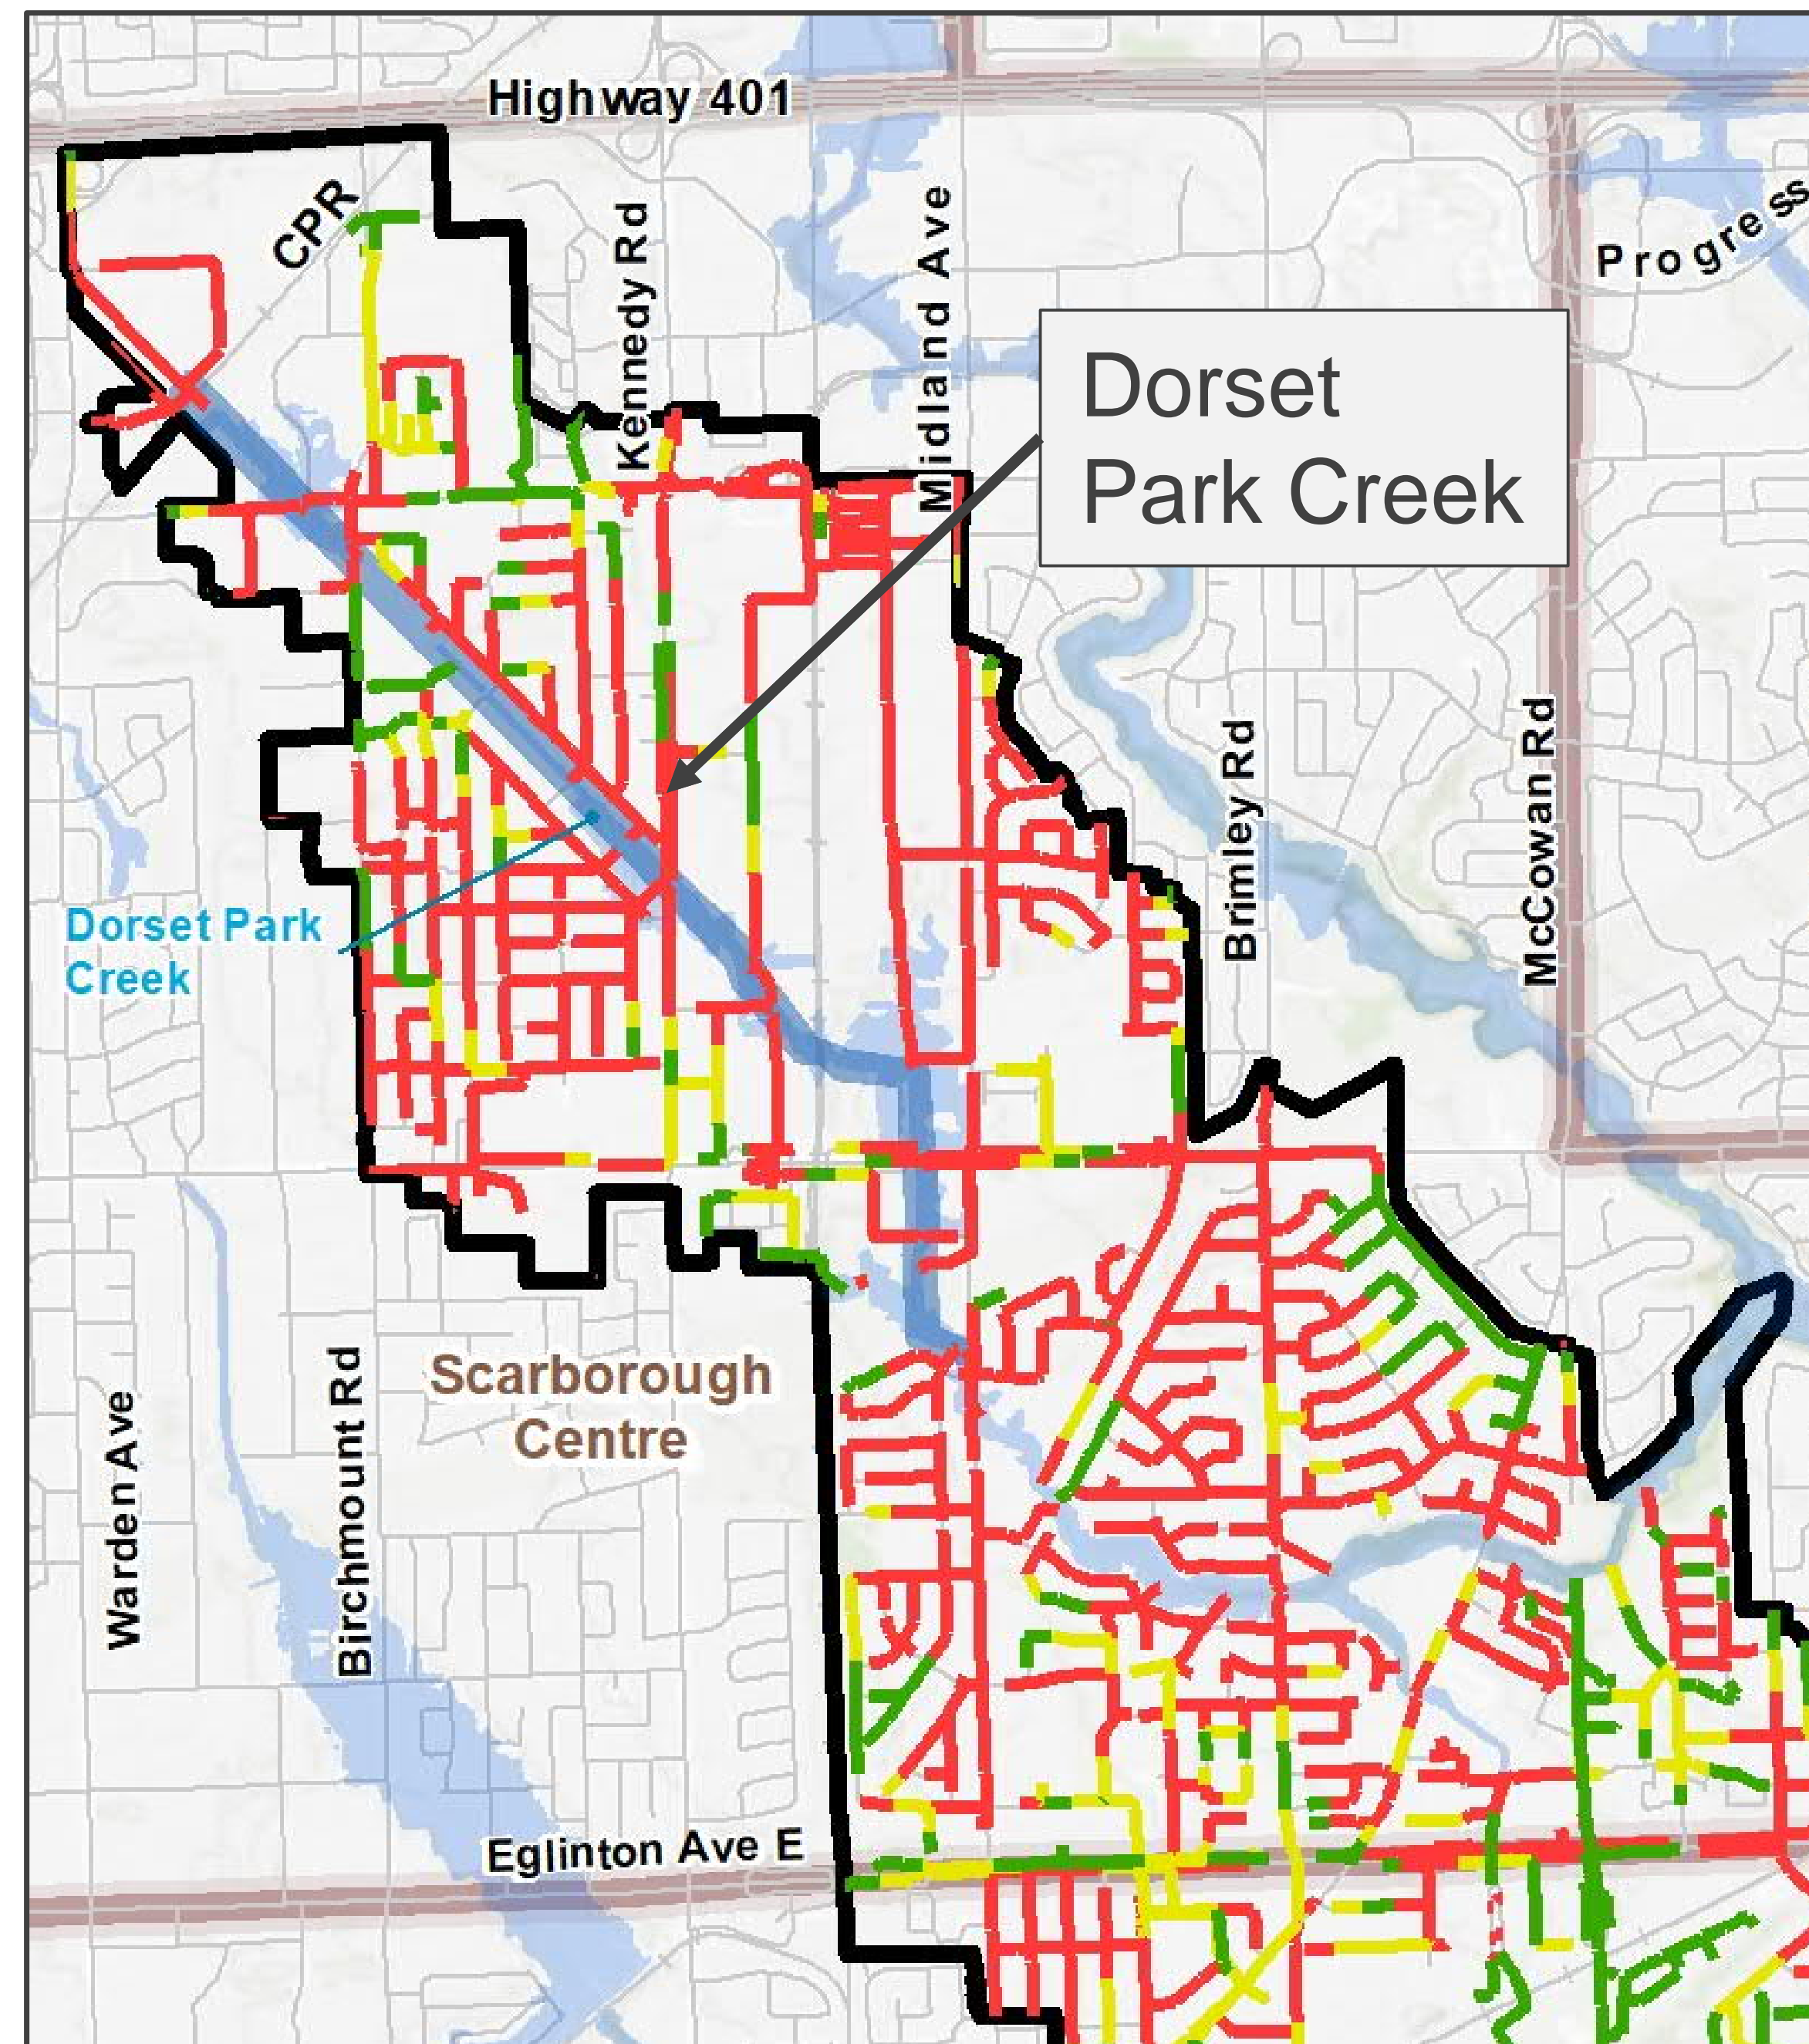 Highway 401
CPR
Kennedy Rd
Midland Ave
Progress
Dorset
Park Creek
Brimley Rd
McCowan Rd
Dorset Park
Creek
Scarborough
Centre
Warden Ave
Birchmount Rd
Eglinton Ave E